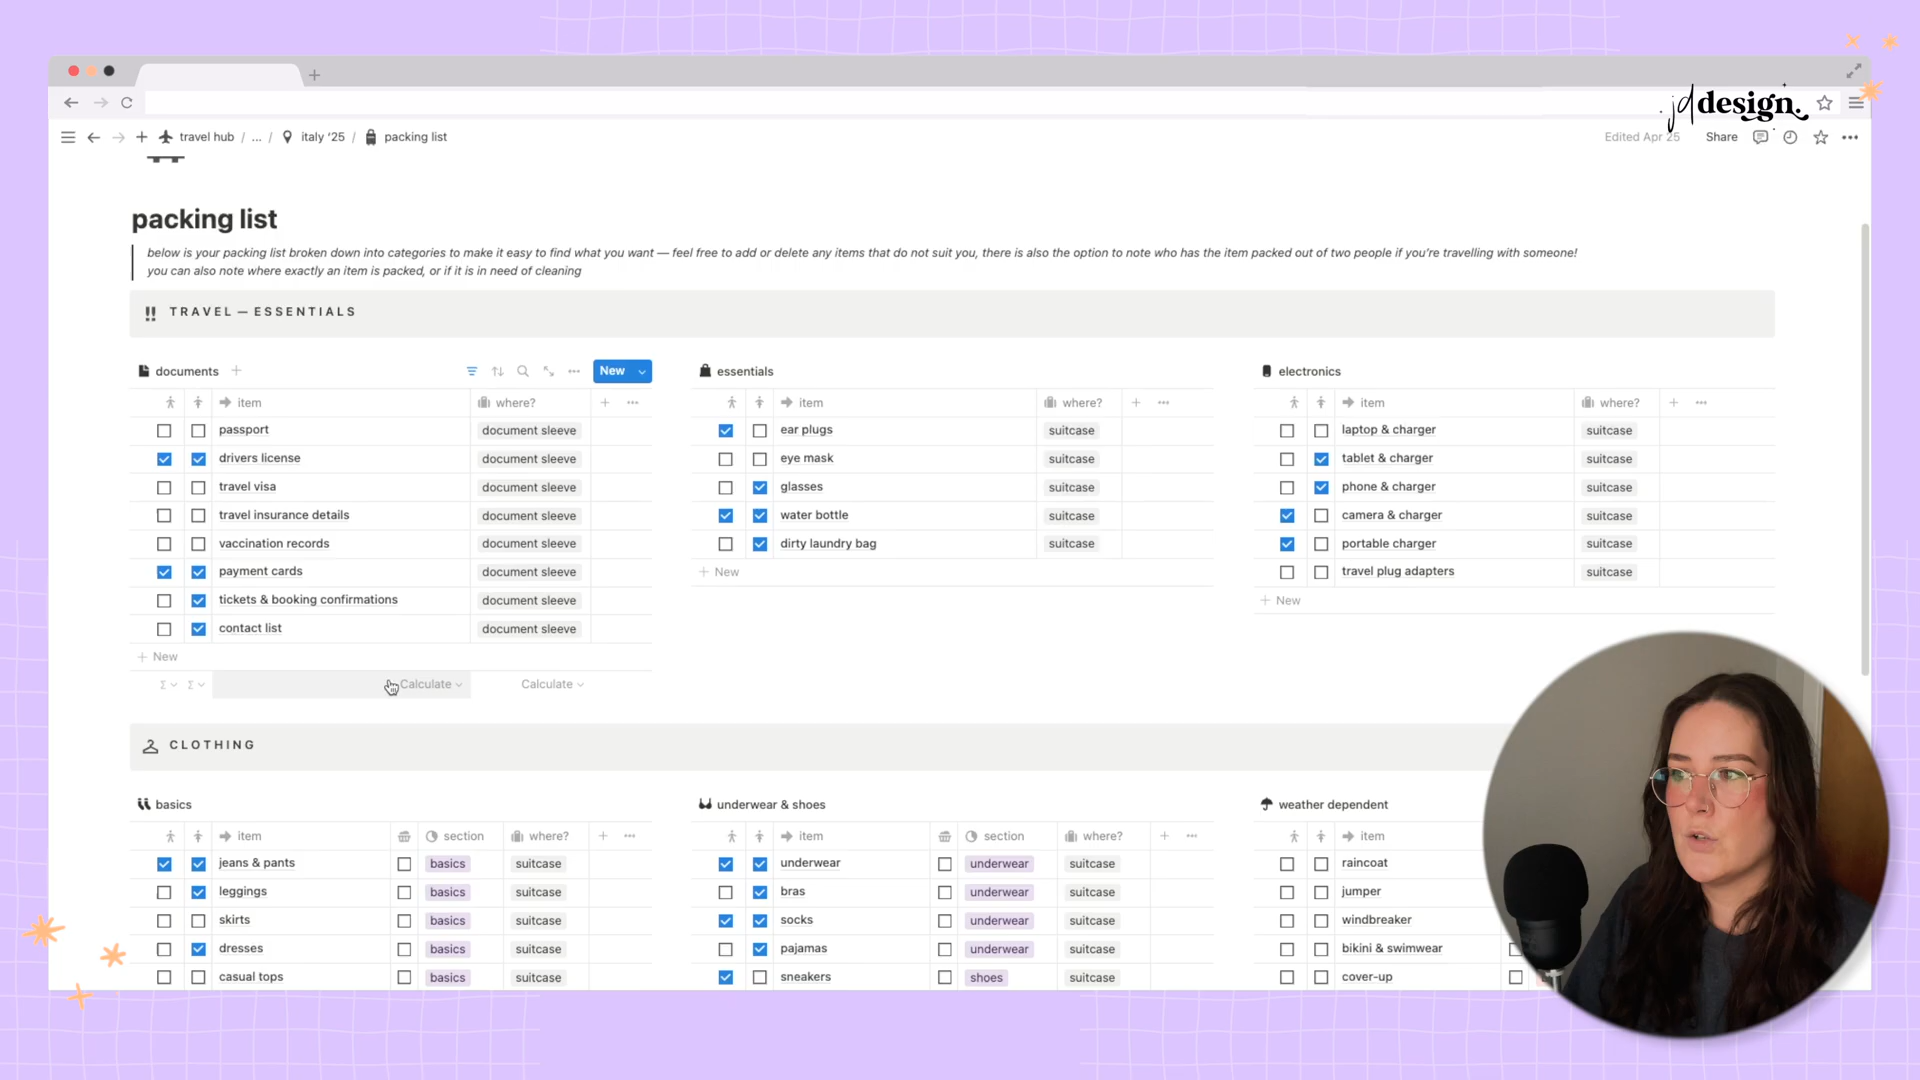 jd design.
travel hub / ... / italy '25 / packing list
Edited Apr 25 Share
packing list
below is your packing list broken down into categories to make it easy to find what you want — feel free to add or delete any items that do not suit you, there is also the option to note who has the item packed out of two people if you're travelling with someone!
you can also note where exactly an item is packed, or if it is in need of cleaning
TRAVEL — ESSENTIALS
documents
New
item where?
passport document sleeve
drivers license document sleeve
travel visa document sleeve
travel insurance details document sleeve
vaccination records document sleeve
payment cards document sleeve
tickets & booking confirmations document sleeve
contact list document sleeve
New
Calculate Calculate
essentials
item where?
ear plugs suitcase
eye mask suitcase
glasses suitcase
water bottle suitcase
dirty laundry bag suitcase
New
electronics
item where?
laptop & charger suitcase
tablet & charger suitcase
phone & charger suitcase
camera & charger suitcase
portable charger suitcase
travel plug adapters suitcase
New
CLOTHING
basics
item section where?
jeans & pants basics suitcase
leggings basics suitcase
skirts basics suitcase
dresses basics suitcase
casual tops basics suitcase
underwear & shoes
item section where?
underwear underwear suitcase
bras underwear suitcase
socks underwear suitcase
pajamas underwear suitcase
sneakers shoes suitcase
weather dependent
item
raincoat
jumper
windbreaker
bikini & swimwear
cover-up